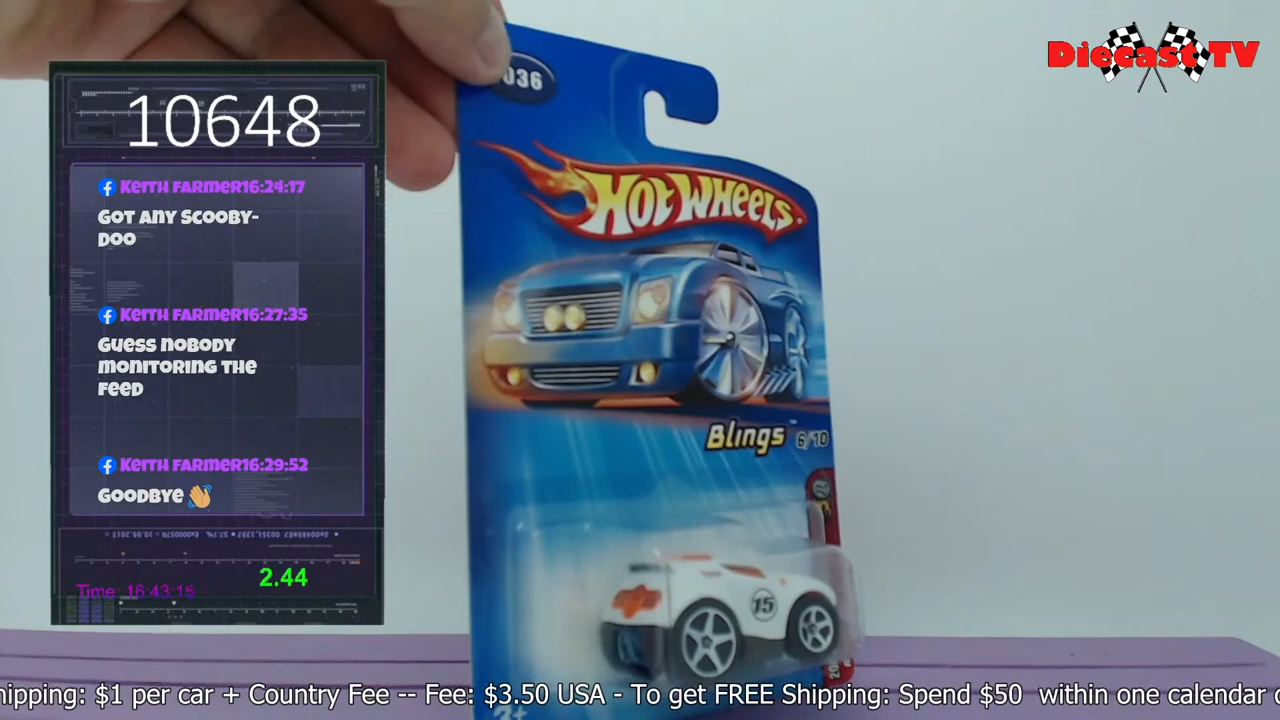 10648
Keith Farmer16:24:17
Got any Scooby-
Doo
Keith Farmer16:27:35
Guess nobody
monitoring the
feed
Keith Farmer16:29:52
Goodbye 👋
2.44
Time: 16:43:15
036
Hot Wheels
Blings 6/10
15
Diecast TV
hipping: $1 per car + Country Fee -- Fee: $3.50 USA - To get FREE Shipping: Spend $50 within one calendar